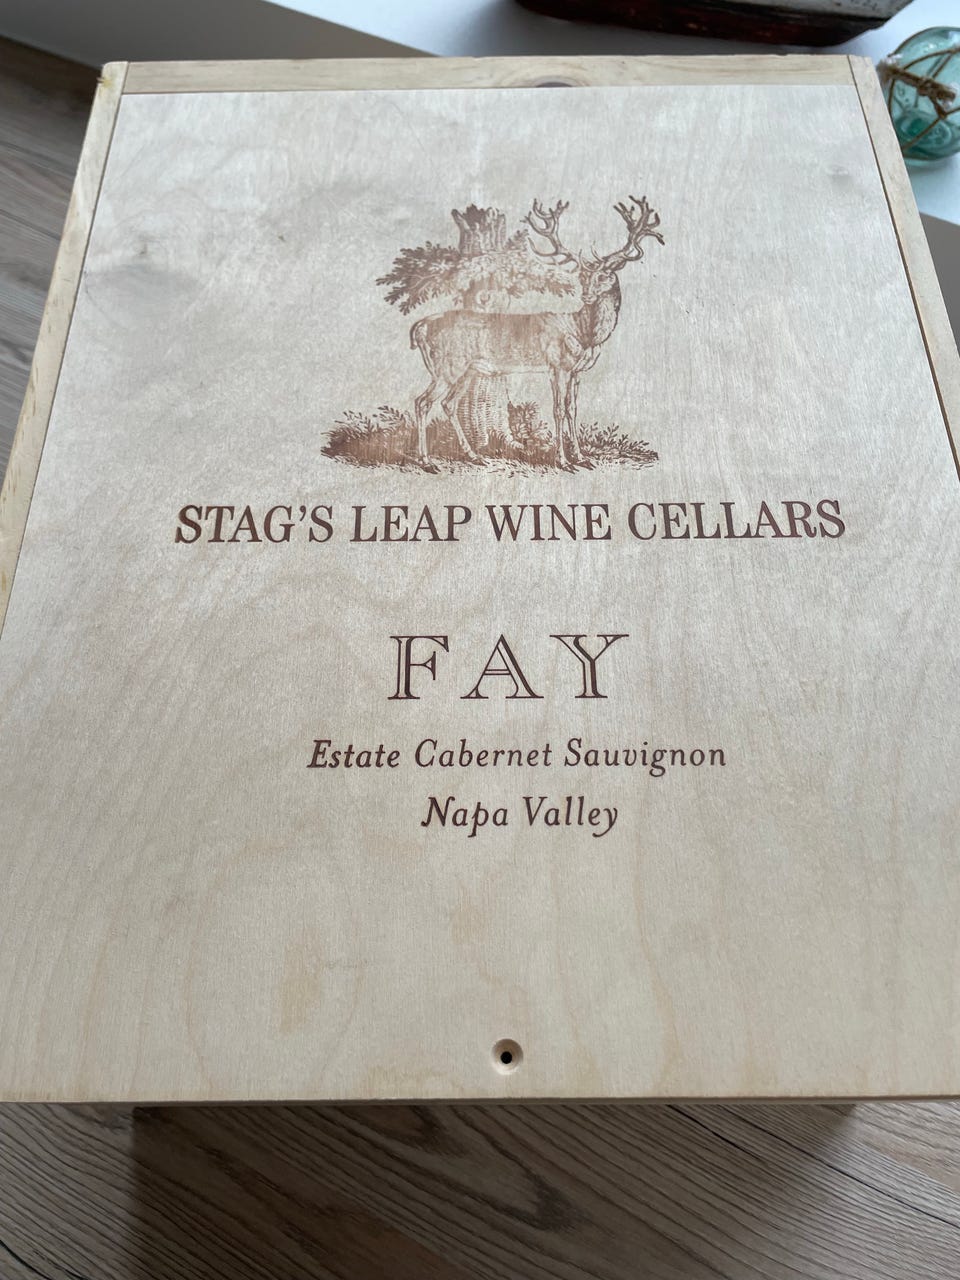 STAG'S LEAP WINE CELLARS
FAY
Estate Cabernet Sauvignon
Napa Valley